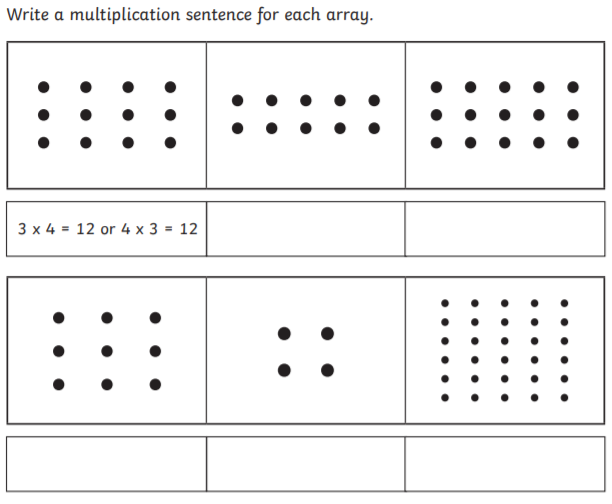 Write a multiplication sentence for each array.
3 x 4 = 12 or 4 x 3 = 12